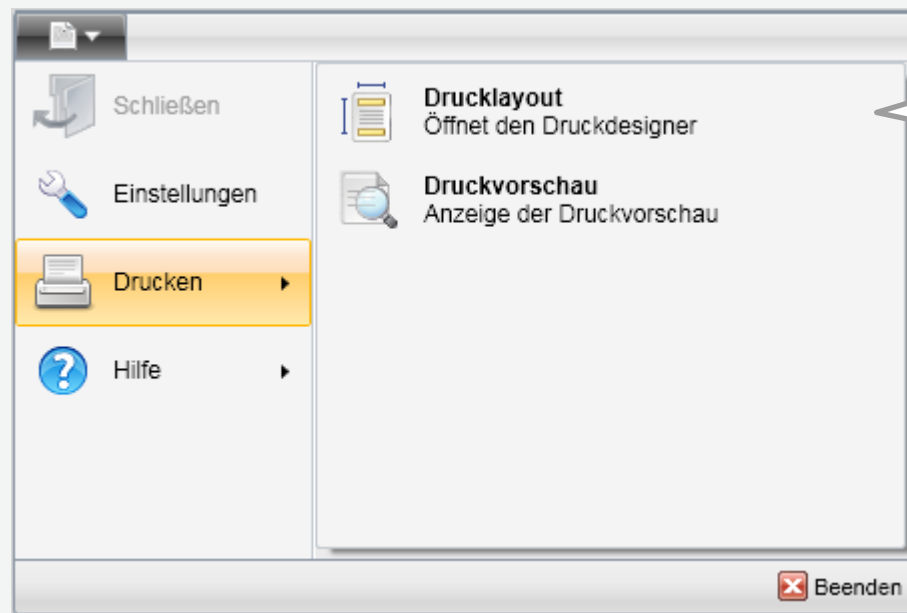 Schließen
Einstellungen
Drucken
Hilfe
Drucklayout
Öffnet den Druckdesigner
Druckvorschau
Anzeige der Druckvorschau
Beenden